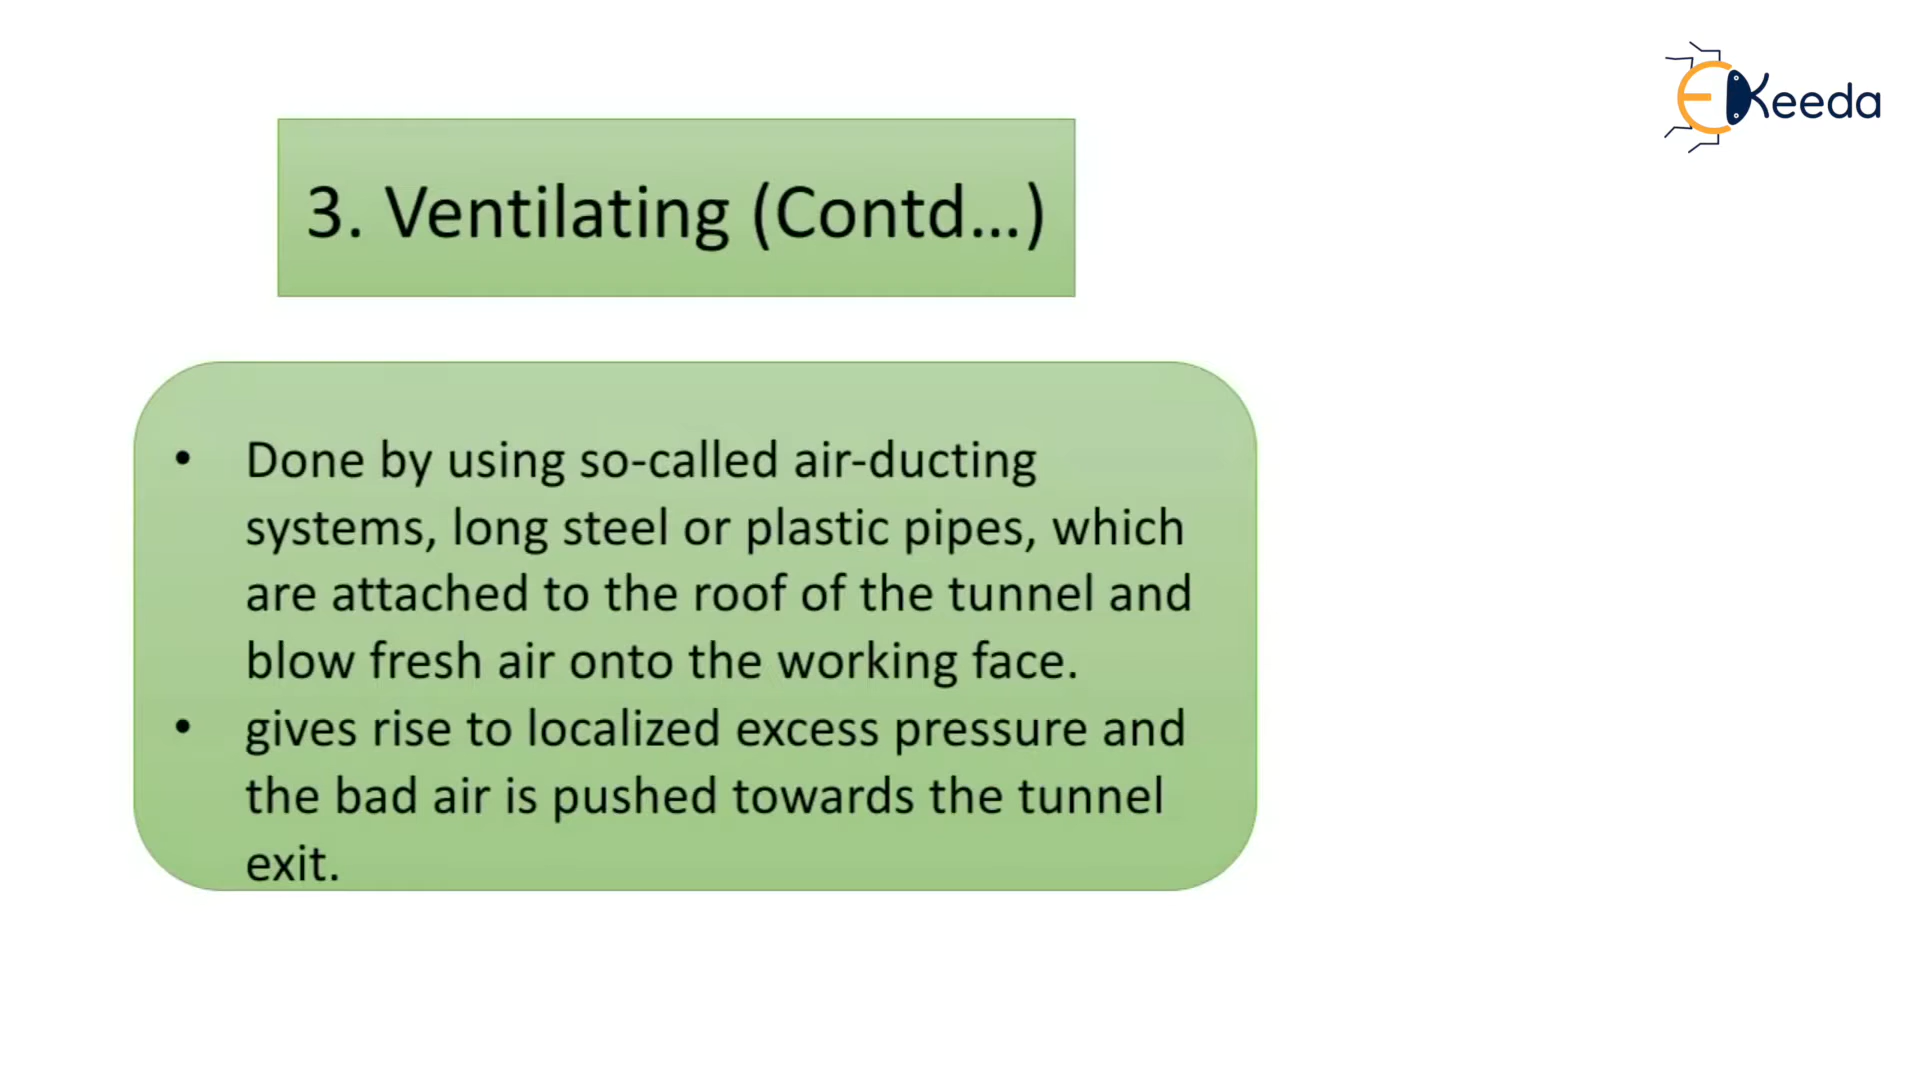 EKeeda
3. Ventilating (Contd...)
• Done by using so-called air-ducting
systems, long steel or plastic pipes, which
are attached to the roof of the tunnel and
blow fresh air onto the working face.
• gives rise to localized excess pressure and
the bad air is pushed towards the tunnel
exit.